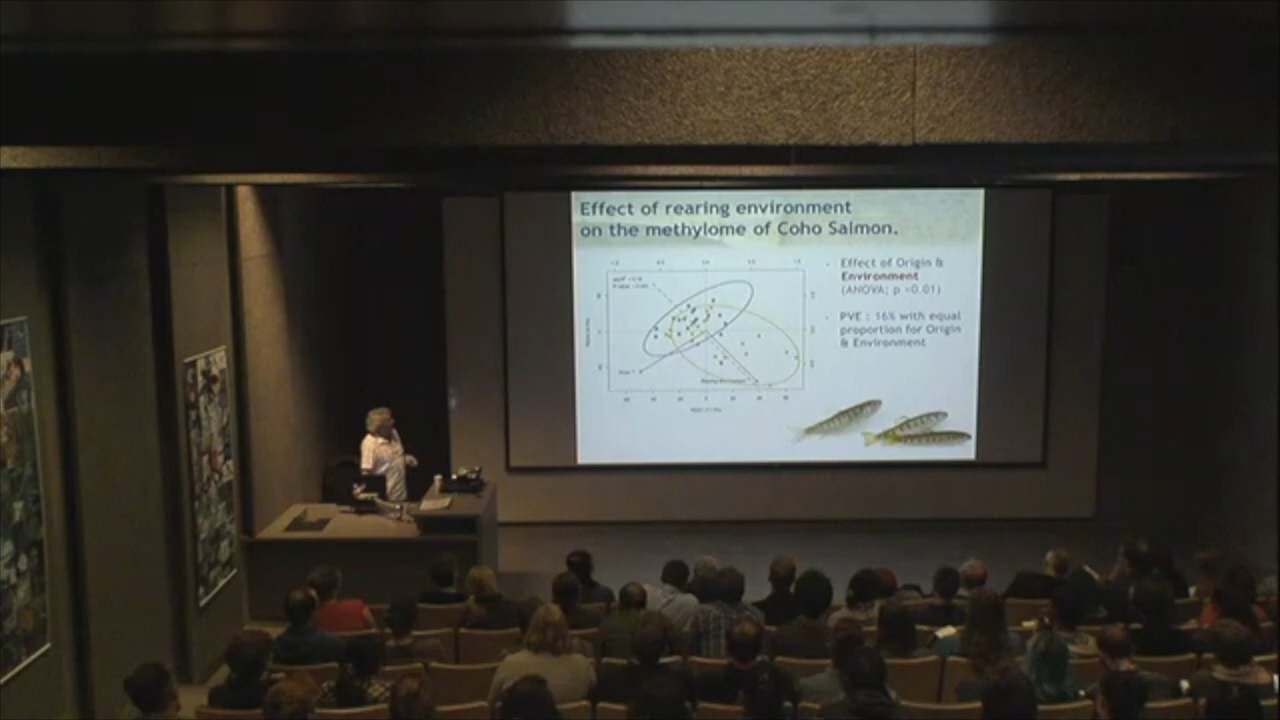 Effect of rearing environment
on the methylome of Coho Salmon.
Effect of Origin &
Environment
(ANOVA; p =0.01)
PVE : 16% with equal
proportion for Origin
& Environment